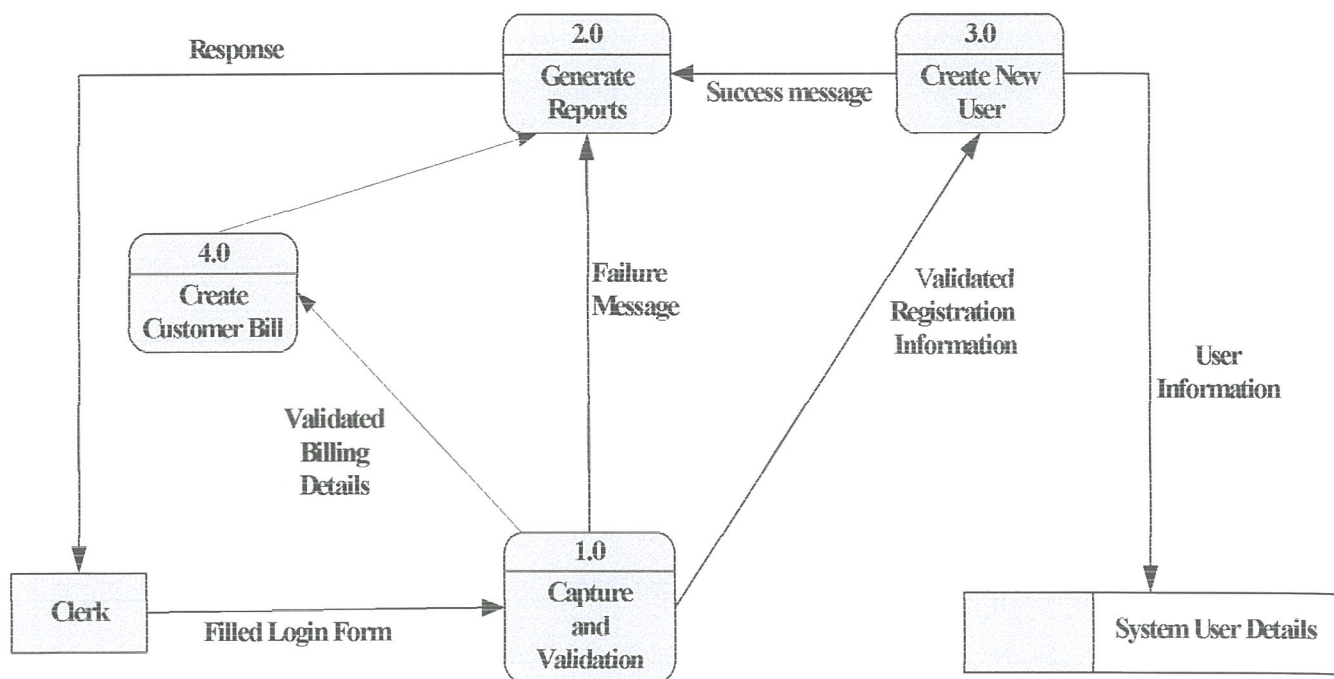 Response
2.0
Generate
Reports
Success message
3.0
Create New
User
4.0
Create
Customer Bill
Failure
Message
Validated
Registration
Information
User
Information
Validated
Billing
Details
1.0
Capture
and
Validation
Clerk
Filled Login Form
System User Details